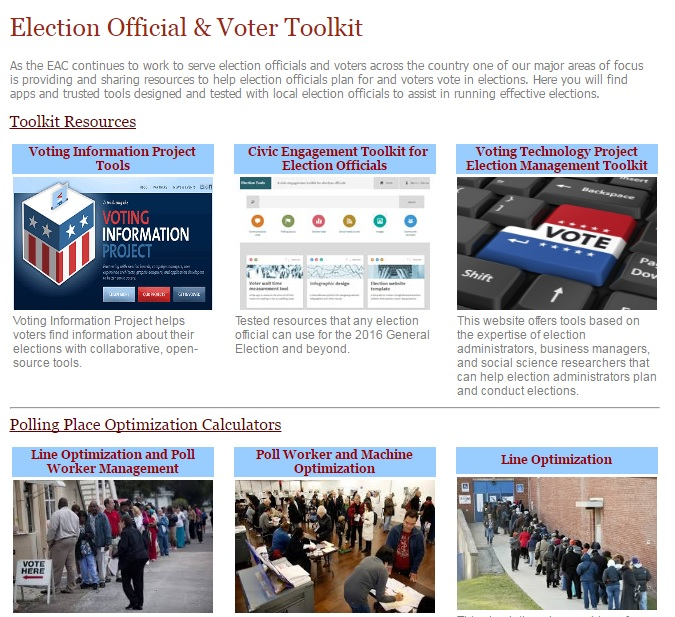 Election Official & Voter Toolkit
As the EAC continues to work to serve election officials and voters across the country one of our major areas of focus
is providing and sharing resources to help election officials plan for and voters vote in elections. Here you will find
apps and trusted tools designed and tested with local election officials to assist in running effective elections.
Toolkit Resources
Voting Information Project
Tools
VOTING
INFORMATION
PROJECT
Voting Information Project helps
voters find information about their
elections with collaborative, open-
source tools.
Civic Engagement Toolkit for
Election Officials
Election Tools
Voter wait time
measurement tool
Infographic design
Election website
template
Tested resources that any election
official can use for the 2016 General
Election and beyond.
Voting Technology Project
Election Management Toolkit
Backspace
VOTE
Shift
This website offers tools based on
the expertise of election
administrators, business managers,
and social science researchers that
can help election administrators plan
and conduct elections.
Polling Place Optimization Calculators
Line Optimization and Poll
Worker Management
VOTE
HERE
Poll Worker and Machine
Optimization
Line Optimization